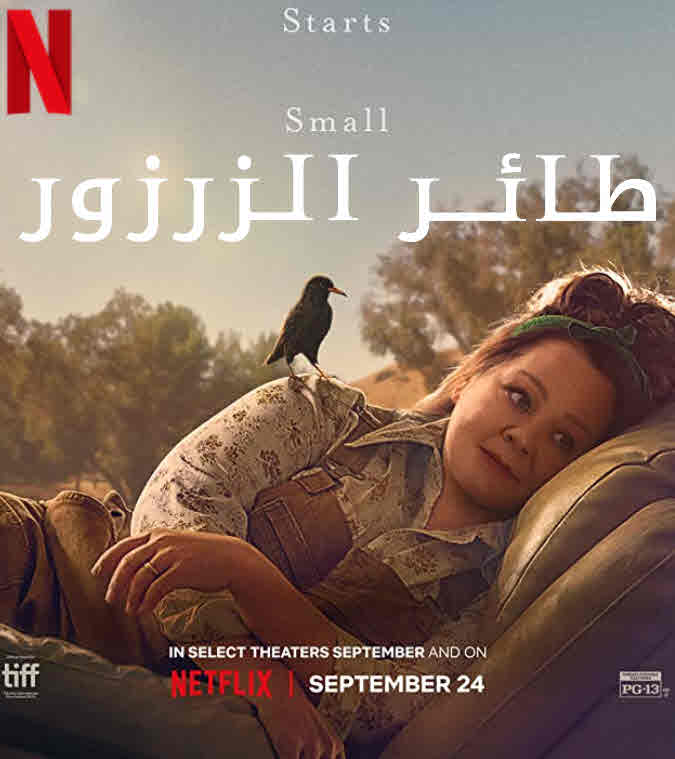 N
Starts
Small
طائر الزرزور
IN SELECT THEATERS SEPTEMBER AND ON
NETFLIX | SEPTEMBER 24
tiff
PG-13